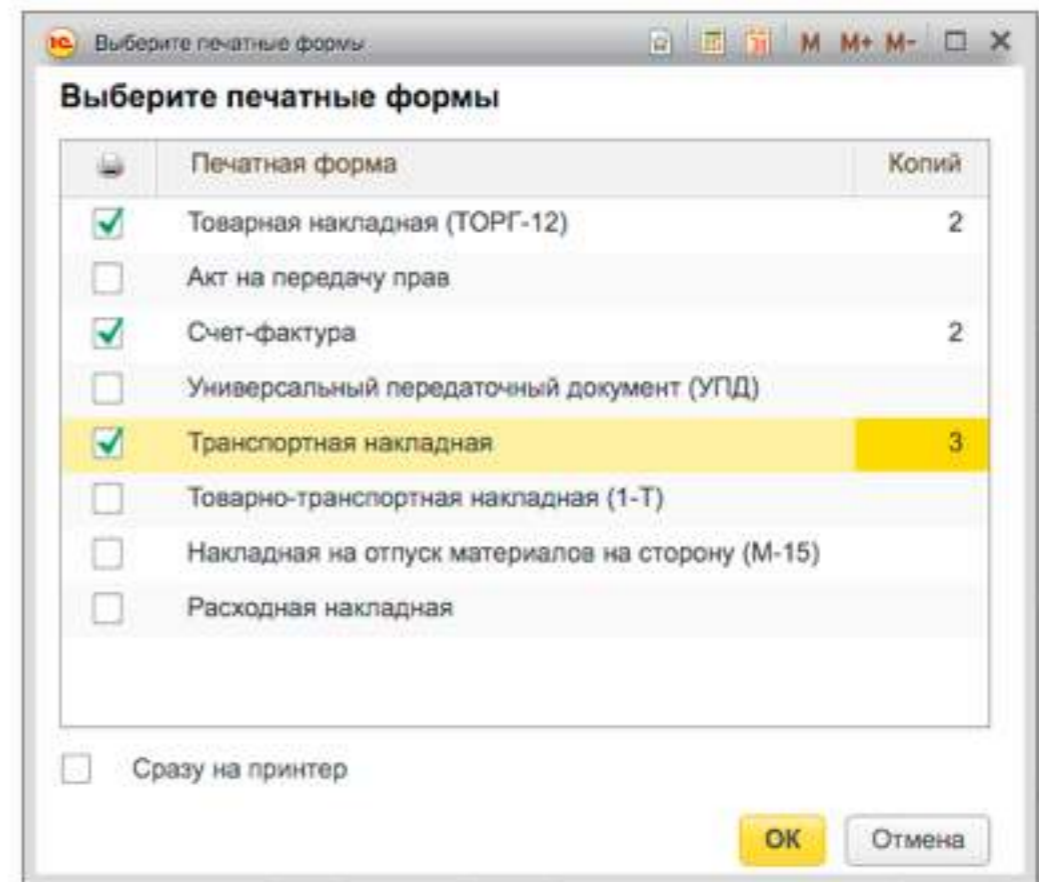 1С Выберите печатные формы M M+ M-
Выберите печатные формы
Печатная форма Копий
Товарная накладная (ТОРГ-12) 2
Акт на передачу прав
Счет-фактура 2
Универсальный передаточный документ (УПД)
Транспортная накладная 3
Товарно-транспортная накладная (1-Т)
Накладная на отпуск материалов на сторону (М-15)
Расходная накладная
Сразу на принтер
ОК Отмена